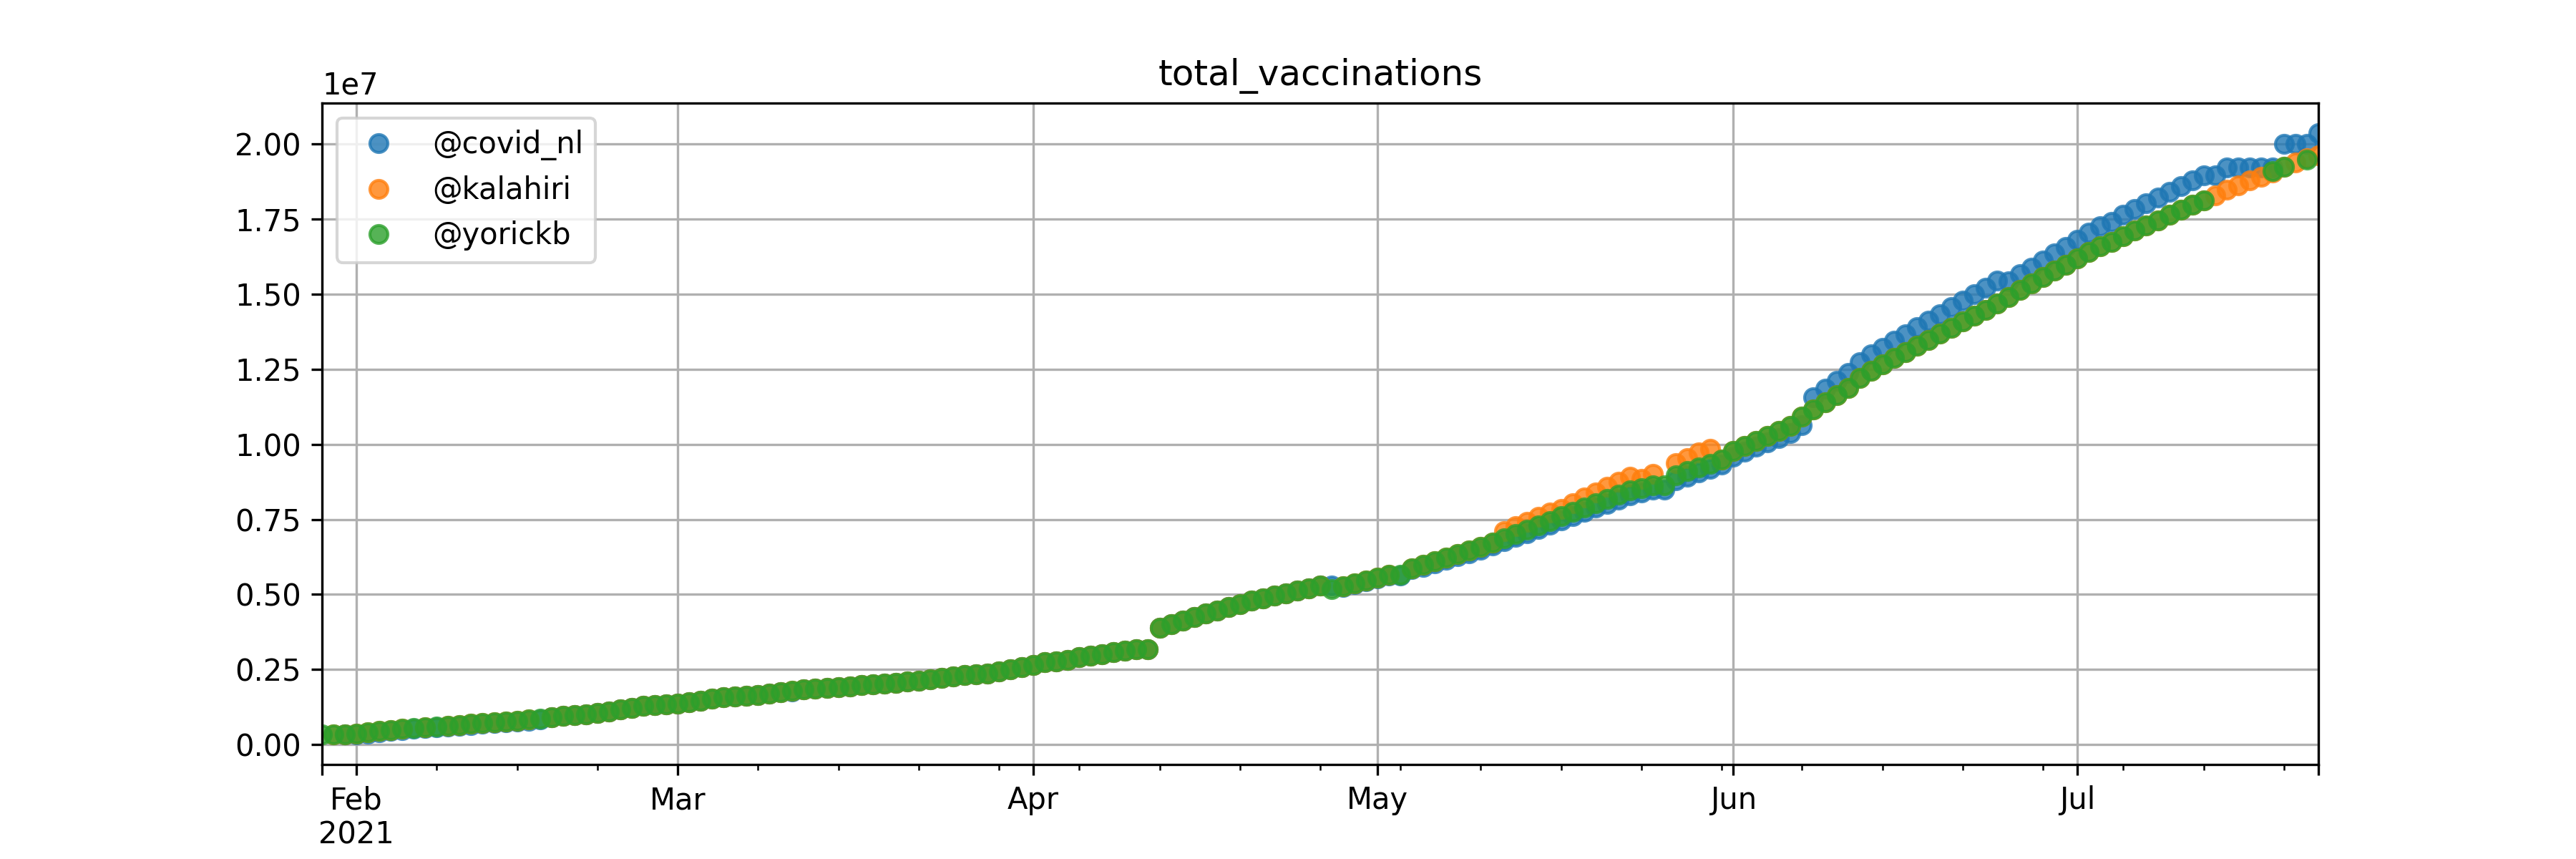 total_vaccinations
1e7
2.00
1.75
1.50
1.25
1.00
0.75
0.50
0.25
0.00
@covid_nl
@kalahiri
@yorickb
Feb Mar Apr May Jun Jul
2021